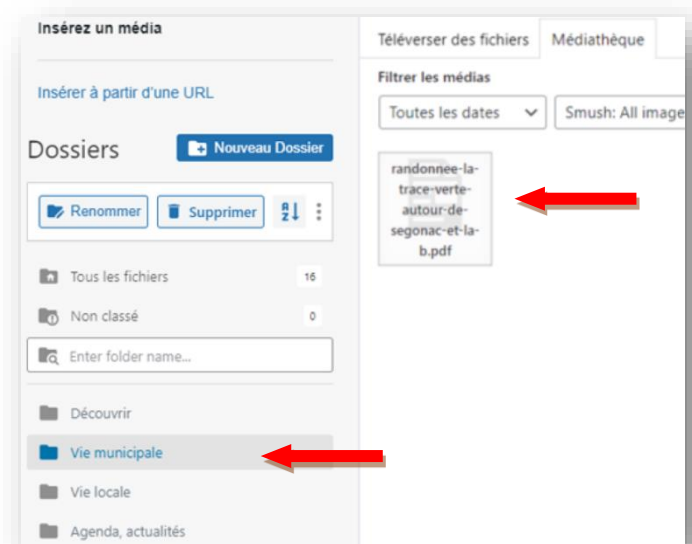 Insérez un média
Insérer à partir d'une URL
Dossiers
Nouveau Dossier
Renommer
Supprimer
A
Z
Tous les fichiers 16
Non classé 0
Enter folder name...
Découvrir
Vie municipale
Vie locale
Agenda, actualités
Téléverser des fichiers Médiathèque
Filtrer les médias
Toutes les dates Smush: All image
randonnee-la-
trace-verte-
autour-de-
segonac-et-la-
b.pdf